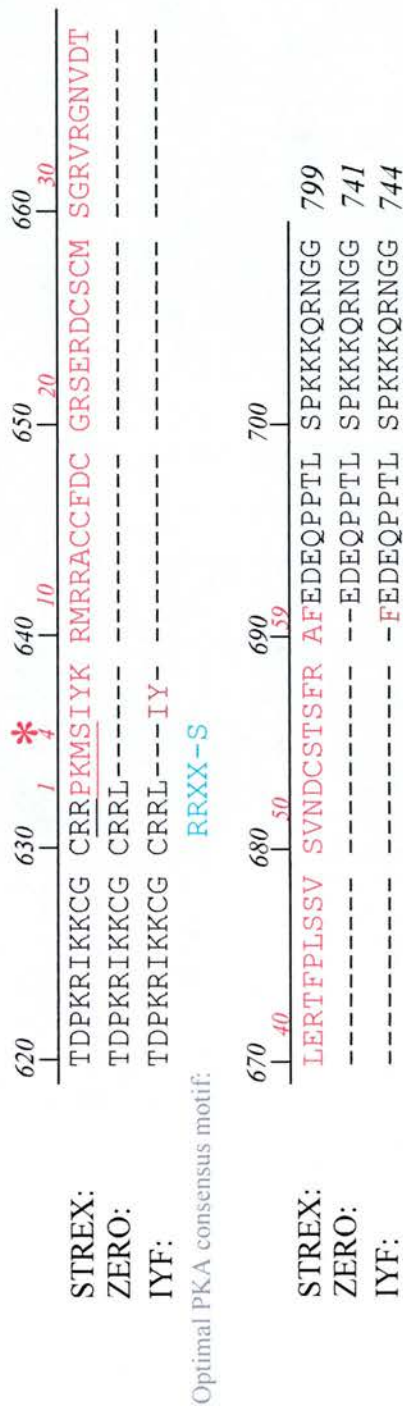 620 630 640 650 660
1 4 * 10 20 30
STREX: TDPKRIKKCG CRRPKMSIYK RMRRACCFDC GRSERDCSCM SGRVRGNVDT
ZERO: TDPKRIKKCG CRRL------ ---------- ---------- ----------
IYF: TDPKRIKKCG CRRL---IY- ---------- ---------- ----------
Optimal PKA consensus motif: RRXX-S
670 680 690 700
40 50 59
STREX: LERTFPLSSV SVNDCSTSFR AFEDEQPPTL SPKKKQRNGG 799
ZERO: ---------- ---------- --EDEQPPTL SPKKKQRNGG 741
IYF: ---------- ---------- -FEDEQPPTL SPKKKQRNGG 744